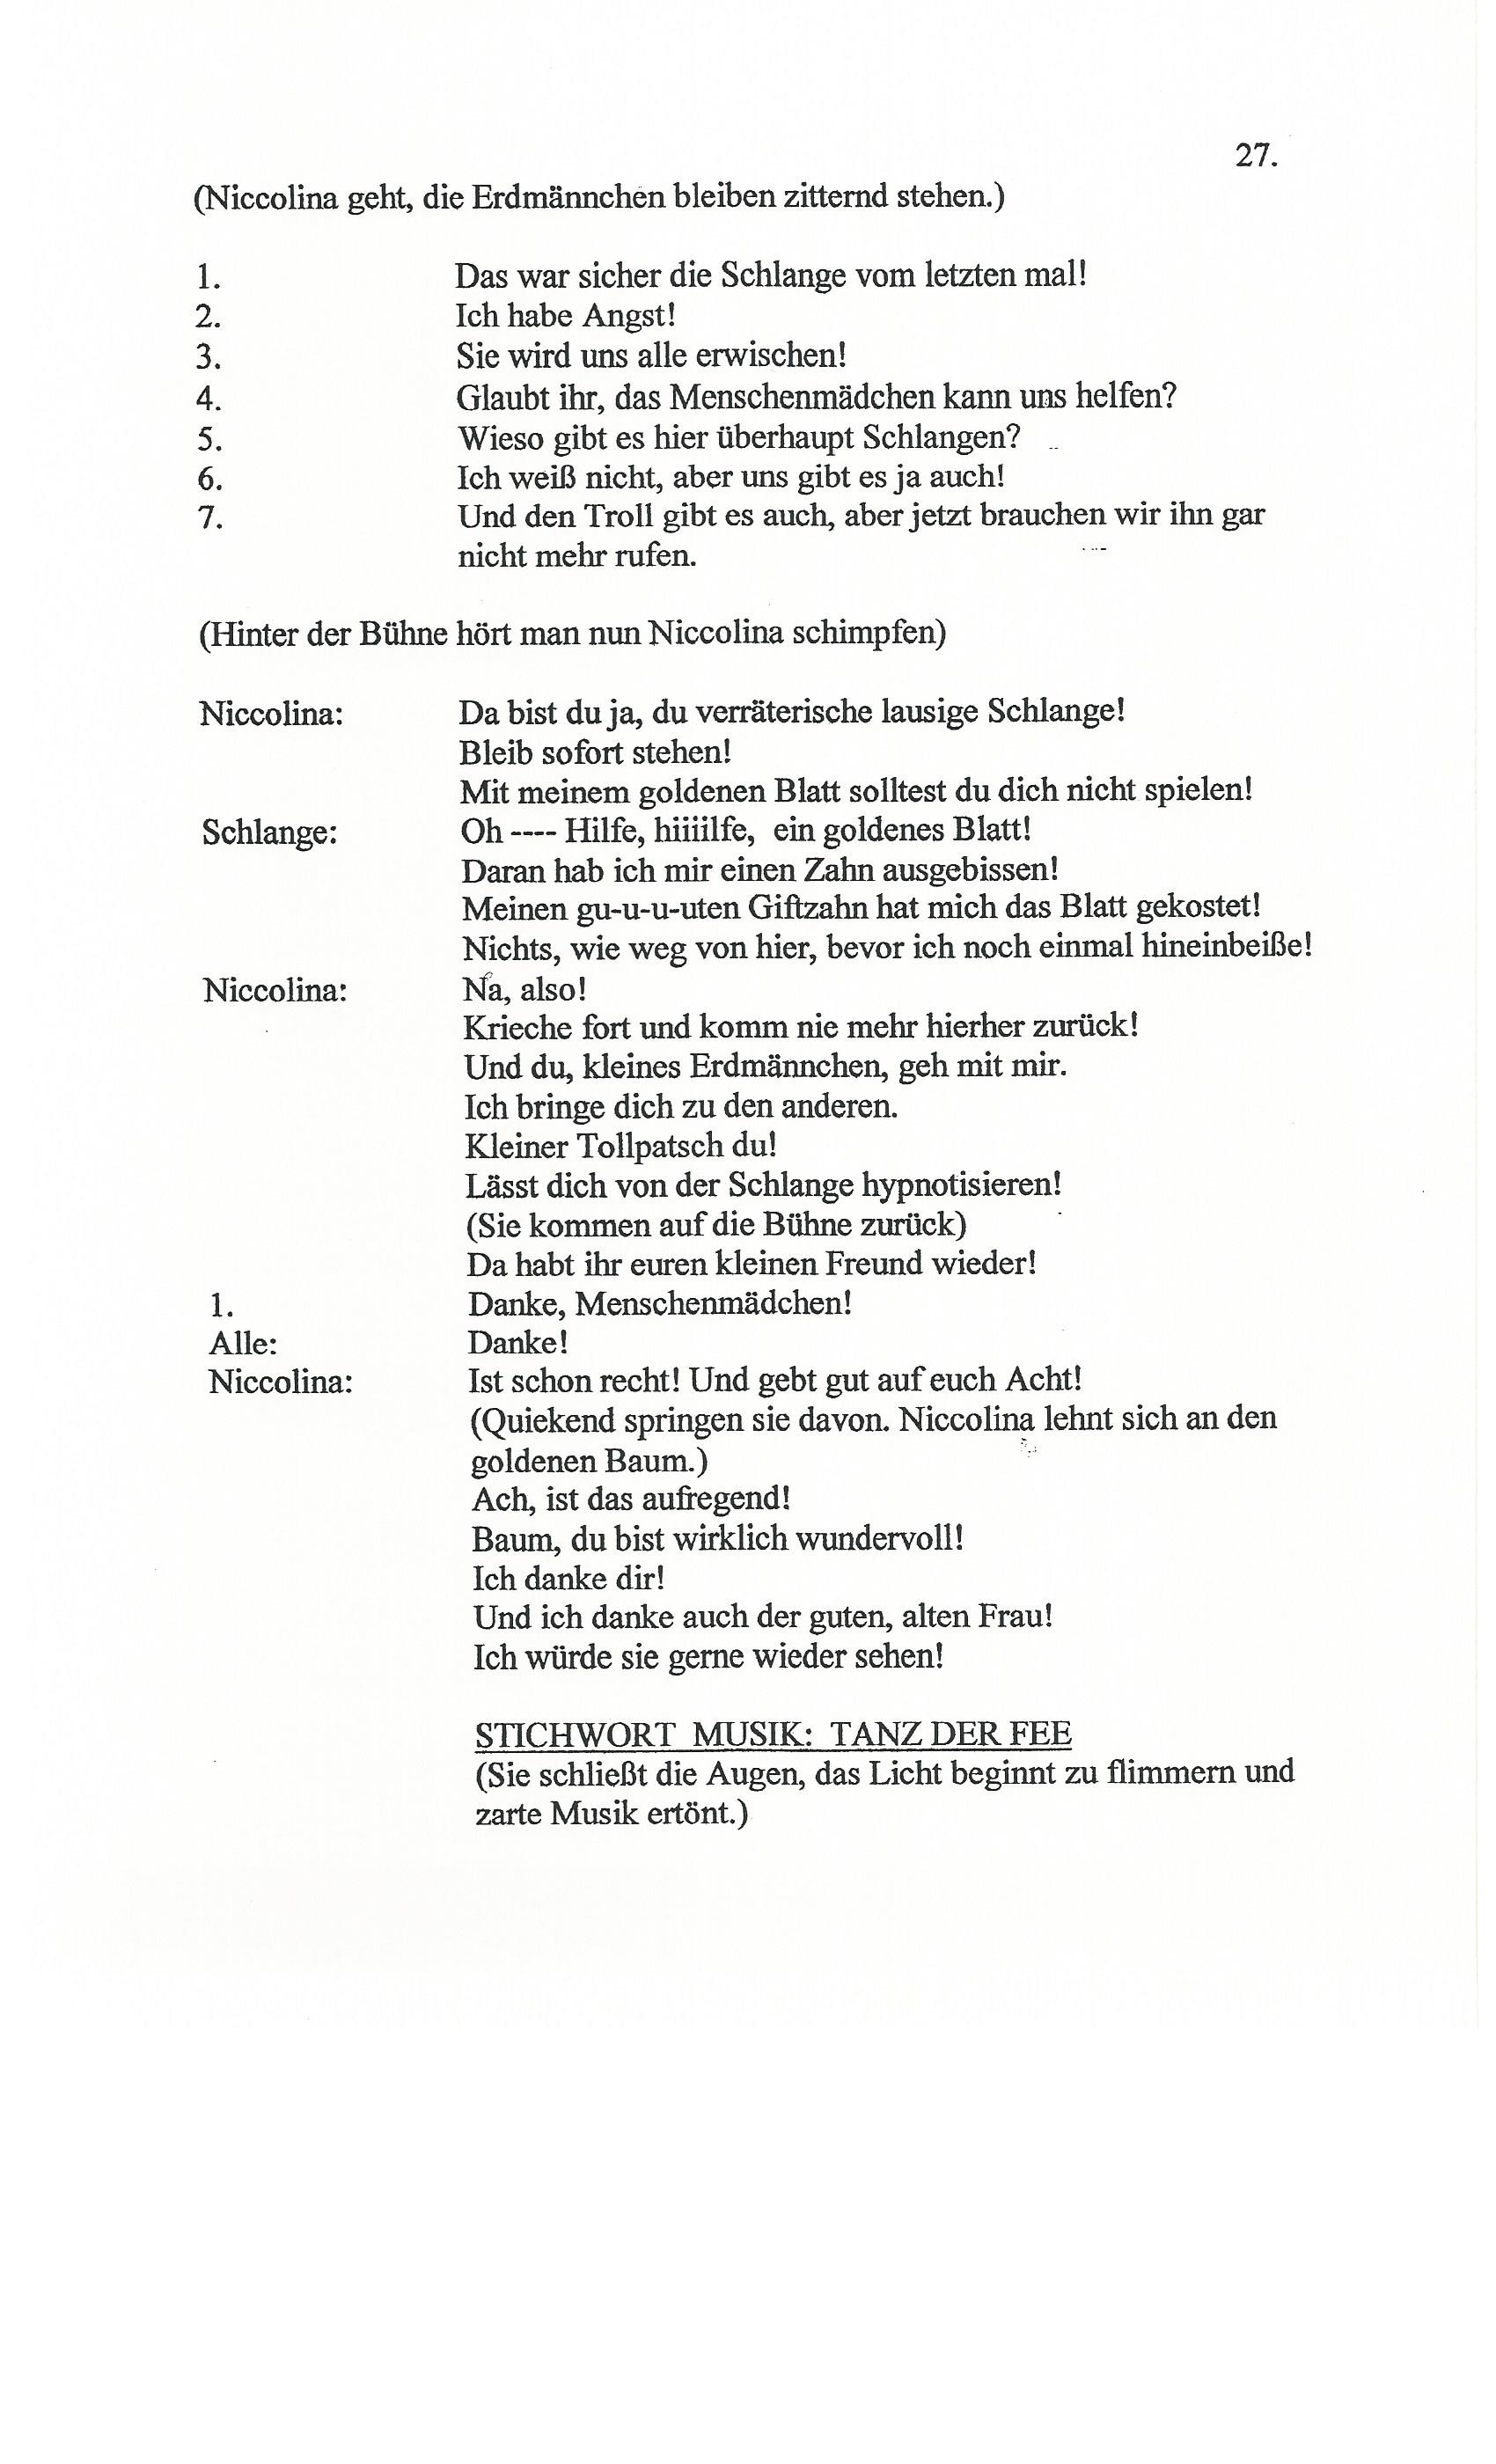 27.
(Niccolina geht, die Erdmännchen bleiben zitternd stehen.)
1. Das war sicher die Schlange vom letzten mal!
2. Ich habe Angst!
3. Sie wird uns alle erwischen!
4. Glaubt ihr, das Menschenmädchen kann uns helfen?
5. Wieso gibt es hier überhaupt Schlangen?
6. Ich weiß nicht, aber uns gibt es ja auch!
7. Und den Troll gibt es auch, aber jetzt brauchen wir ihn gar
nicht mehr rufen.
(Hinter der Bühne hört man nun Niccolina schimpfen)
Niccolina: Da bist du ja, du verräterische lausige Schlange!
Bleib sofort stehen!
Mit meinem goldenen Blatt solltest du dich nicht spielen!
Schlange: Oh ---- Hilfe, hiiiilfe, ein goldenes Blatt!
Daran hab ich mir einen Zahn ausgebissen!
Meinen gu-u-u-uten Giftzahn hat mich das Blatt gekostet!
Nichts, wie weg von hier, bevor ich noch einmal hineinbeiße!
Niccolina: Na, also!
Krieche fort und komm nie mehr hierher zurück!
Und du, kleines Erdmännchen, geh mit mir.
Ich bringe dich zu den anderen.
Kleiner Tollpatsch du!
Lässt dich von der Schlange hypnotisieren!
(Sie kommen auf die Bühne zurück)
Da habt ihr euren kleinen Freund wieder!
1. Danke, Menschenmädchen!
Alle: Danke!
Niccolina: Ist schon recht! Und gebt gut auf euch Acht!
(Quiekend springen sie davon. Niccolina lehnt sich an den
goldenen Baum.)
Ach, ist das aufregend!
Baum, du bist wirklich wundervoll!
Ich danke dir!
Und ich danke auch der guten, alten Frau!
Ich würde sie gerne wieder sehen!
STICHWORT MUSIK: TANZ DER FEE
(Sie schließt die Augen, das Licht beginnt zu flimmern und
zarte Musik ertönt.)